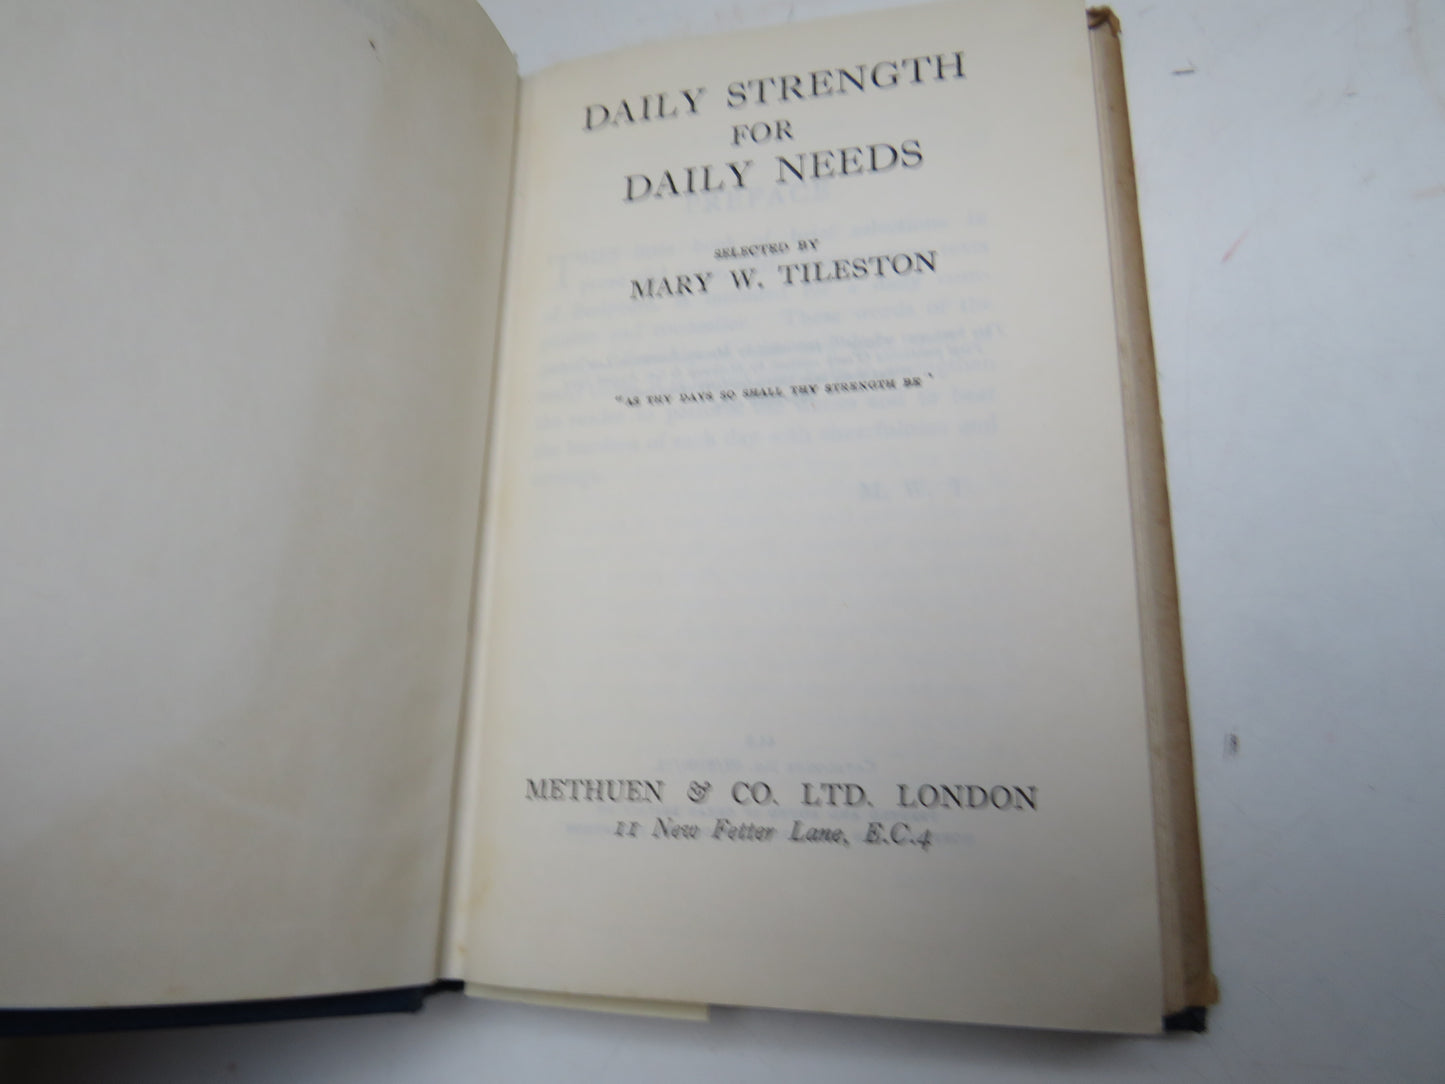 DAILY STRENGTH
FOR
DAILY NEEDS
SELECTED BY
MARY W. TILESTON
"AS THY DAYS SO SHALL THY STRENGTH BE"
METHUEN & CO. LTD. LONDON
11 New Fetter Lane, E.C.4